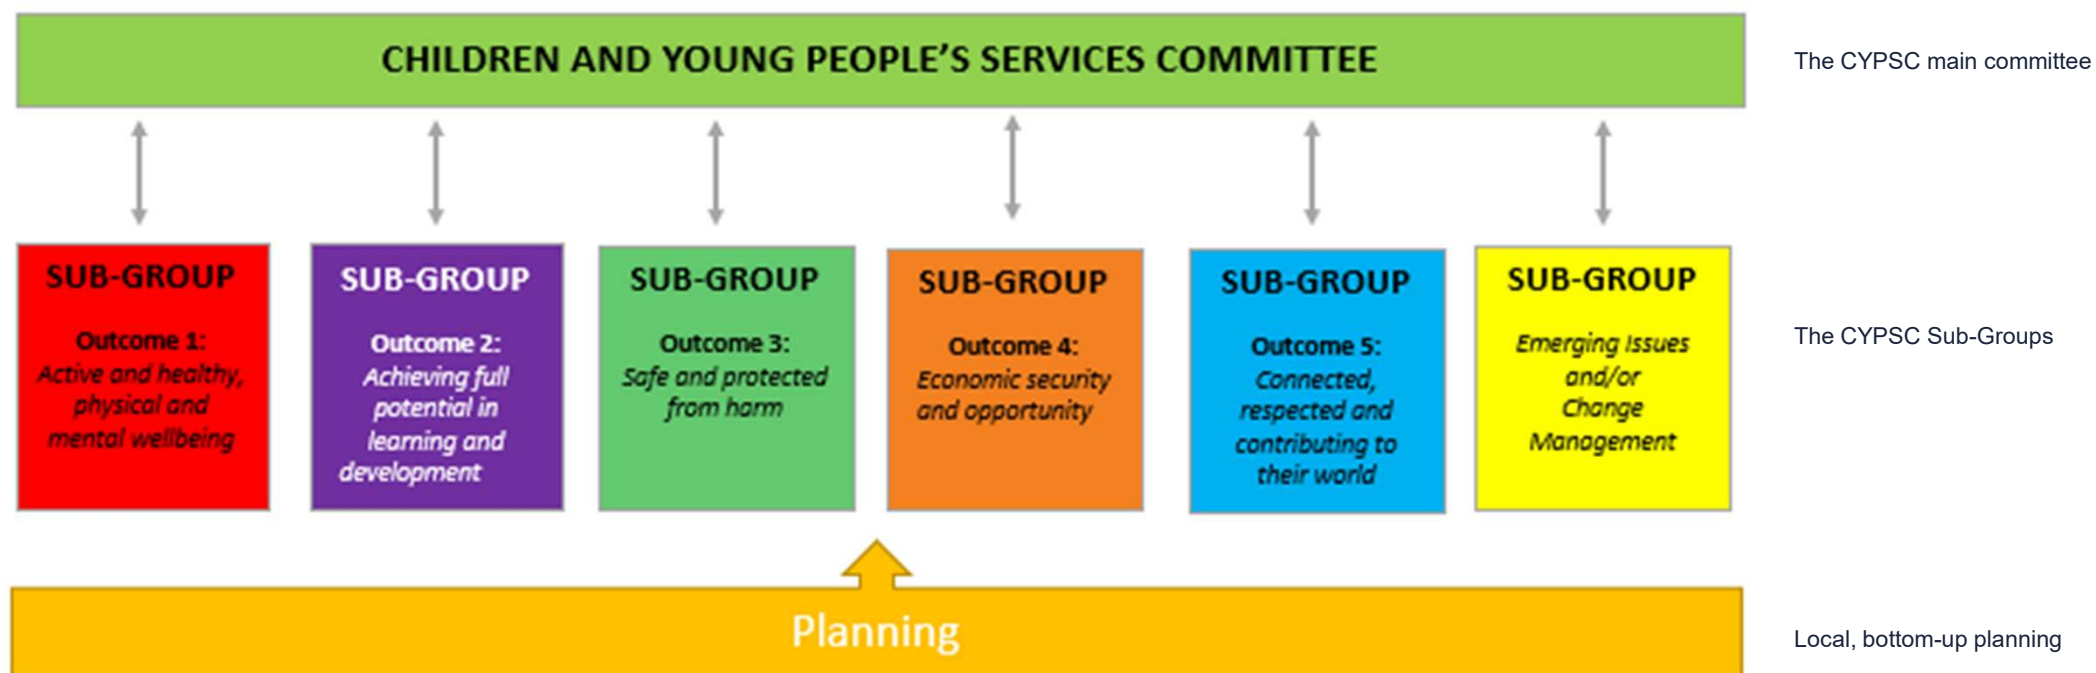 CHILDREN AND YOUNG PEOPLE’S SERVICES COMMITTEE
The CYPSC main committee
SUB-GROUP
Outcome 1:
Active and healthy,
physical and
mental wellbeing
SUB-GROUP
Outcome 2:
Achieving full
potential in
learning and
development
SUB-GROUP
Outcome 3:
Safe and protected
from harm
SUB-GROUP
Outcome 4:
Economic security
and opportunity
SUB-GROUP
Outcome 5:
Connected,
respected and
contributing to
their world
SUB-GROUP
Emerging Issues
and/or
Change
Management
The CYPSC Sub-Groups
Planning
Local, bottom-up planning